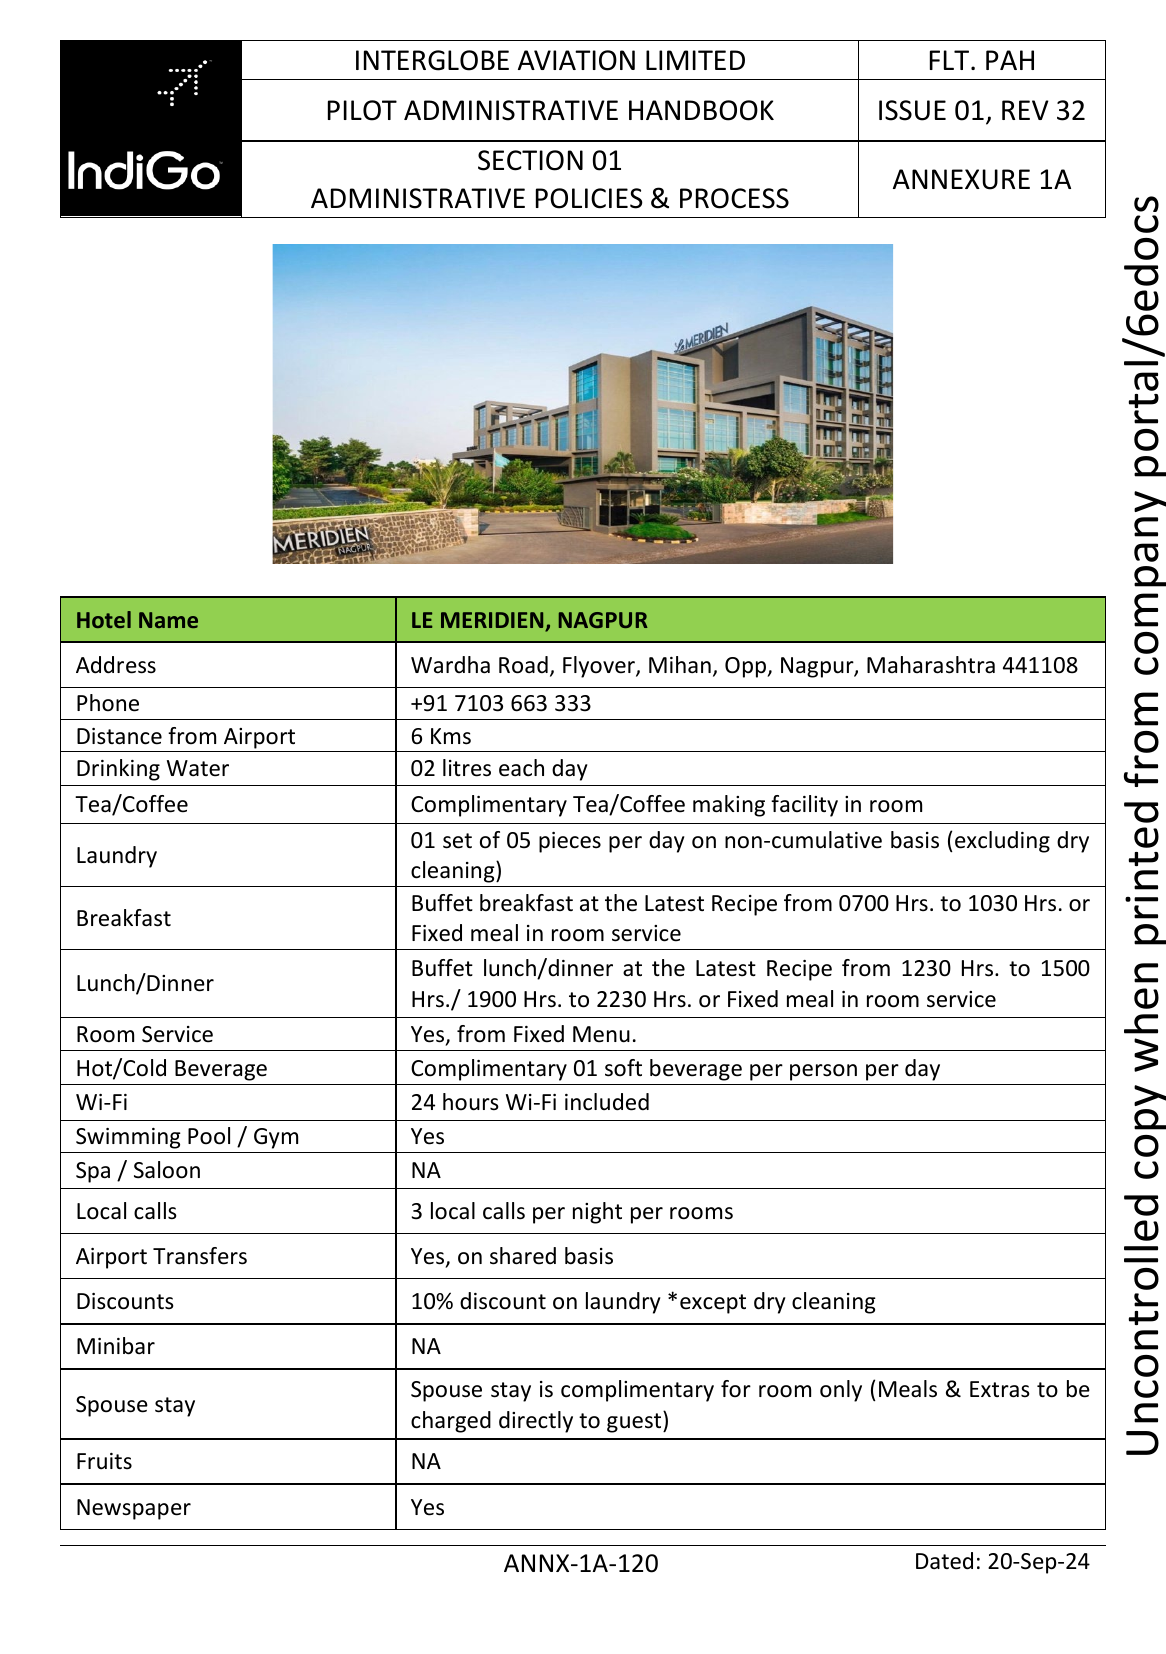 IndiGo
INTERGLOBE AVIATION LIMITED
FLT. PAH
PILOT ADMINISTRATIVE HANDBOOK
ISSUE 01, REV 32
SECTION 01
ADMINISTRATIVE POLICIES & PROCESS
ANNEXURE 1A
Le MERIDIEN
MERIDIEN
NAGPUR
Hotel Name
LE MERIDIEN, NAGPUR
Address
Wardha Road, Flyover, Mihan, Opp, Nagpur, Maharashtra 441108
Phone
+91 7103 663 333
Distance from Airport
6 Kms
Drinking Water
02 litres each day
Tea/Coffee
Complimentary Tea/Coffee making facility in room
Laundry
01 set of 05 pieces per day on non-cumulative basis (excluding dry
cleaning)
Breakfast
Buffet breakfast at the Latest Recipe from 0700 Hrs. to 1030 Hrs. or
Fixed meal in room service
Lunch/Dinner
Buffet lunch/dinner at the Latest Recipe from 1230 Hrs. to 1500
Hrs./ 1900 Hrs. to 2230 Hrs. or Fixed meal in room service
Room Service
Yes, from Fixed Menu.
Hot/Cold Beverage
Complimentary 01 soft beverage per person per day
Wi-Fi
24 hours Wi-Fi included
Swimming Pool / Gym
Yes
Spa / Saloon
NA
Local calls
3 local calls per night per rooms
Airport Transfers
Yes, on shared basis
Discounts
10% discount on laundry *except dry cleaning
Minibar
NA
Spouse stay
Spouse stay is complimentary for room only (Meals & Extras to be
charged directly to guest)
Fruits
NA
Newspaper
Yes
ANNX-1A-120
Dated: 20-Sep-24
Uncontrolled copy when printed from company portal/6edocs